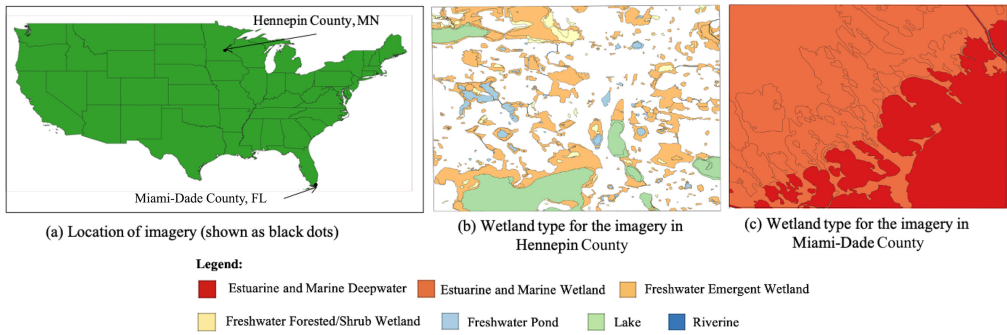 Hennepin County, MN
Miami-Dade County, FL
(a) Location of imagery (shown as black dots)
(b) Wetland type for the imagery in
Hennepin County
(c) Wetland type for the imagery in
Miami-Dade County
Legend:
Estuarine and Marine Deepwater
Estuarine and Marine Wetland
Freshwater Emergent Wetland
Freshwater Forested/Shrub Wetland
Freshwater Pond
Lake
Riverine